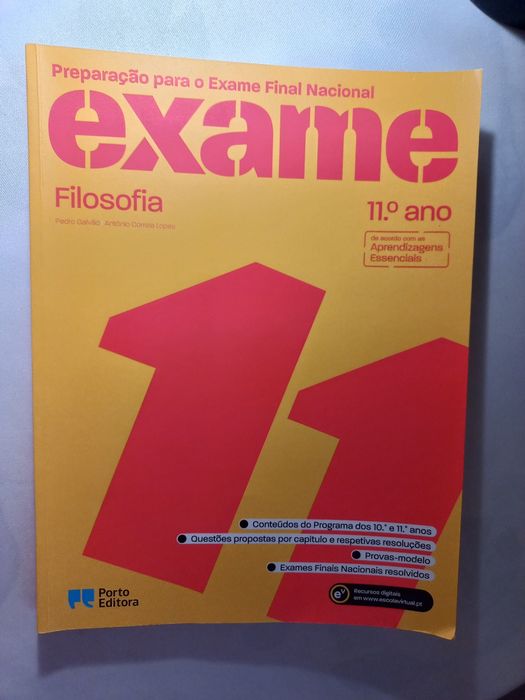 Preparação para o Exame Final Nacional
exame
Filosofia
11.º ano
Pedro Galvão António Correia Lopes
de acordo com as
Aprendizagens
Essenciais
11
Conteúdos do Programa dos 10.º e 11.º anos
Questões propostas por capítulo e respetivas resoluções
Provas-modelo
Exames Finais Nacionais resolvidos
Porto
Editora
ev
Recursos digitais
em www.escolavirtual.pt